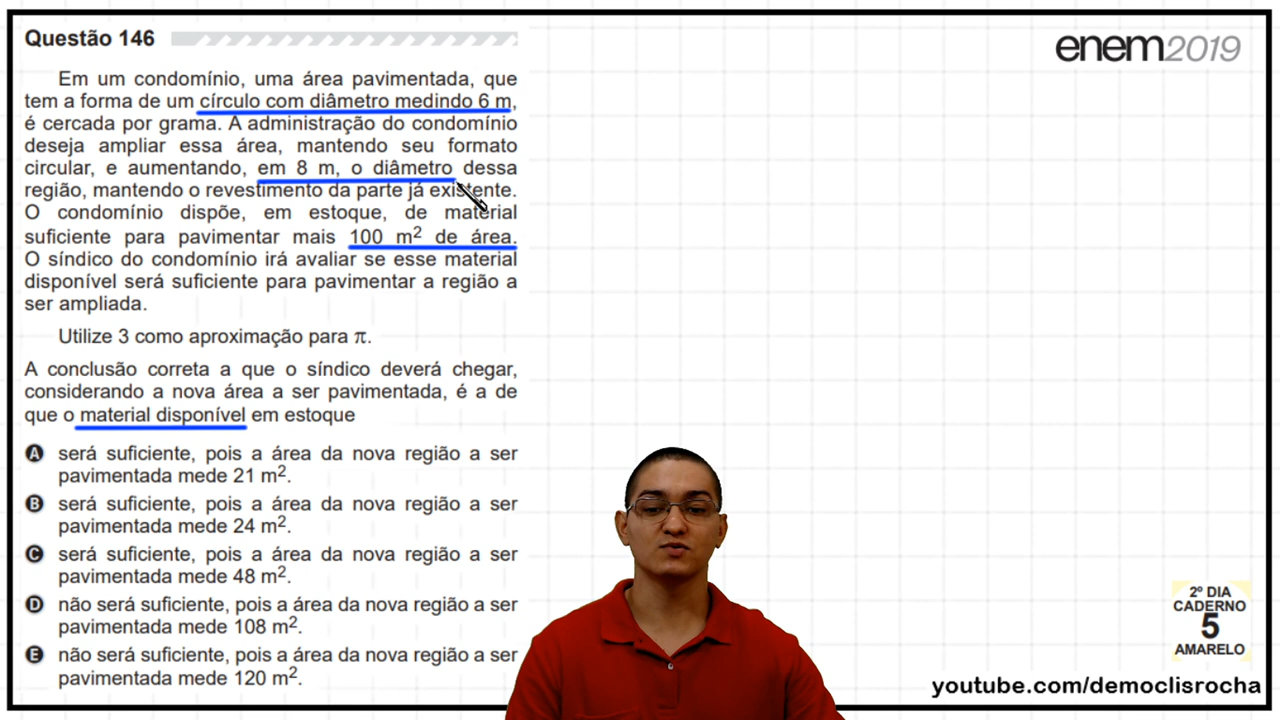 Questão 146
enem2019
Em um condomínio, uma área pavimentada, que
tem a forma de um círculo com diâmetro medindo 6 m,
é cercada por grama. A administração do condomínio
deseja ampliar essa área, mantendo seu formato
circular, e aumentando, em 8 m, o diâmetro dessa
região, mantendo o revestimento da parte já existente.
O condomínio dispõe, em estoque, de material
suficiente para pavimentar mais 100 m² de área.
O síndico do condomínio irá avaliar se esse material
disponível será suficiente para pavimentar a região a
ser ampliada.
Utilize 3 como aproximação para π.
A conclusão correta a que o síndico deverá chegar,
considerando a nova área a ser pavimentada, é a de
que o material disponível em estoque
A será suficiente, pois a área da nova região a ser
pavimentada mede 21 m².
B será suficiente, pois a área da nova região a ser
pavimentada mede 24 m².
C será suficiente, pois a área da nova região a ser
pavimentada mede 48 m².
D não será suficiente, pois a área da nova região a ser
pavimentada mede 108 m².
E não será suficiente, pois a área da nova região a ser
pavimentada mede 120 m².
2º DIA
CADERNO
5
AMARELO
youtube.com/democlisrocha